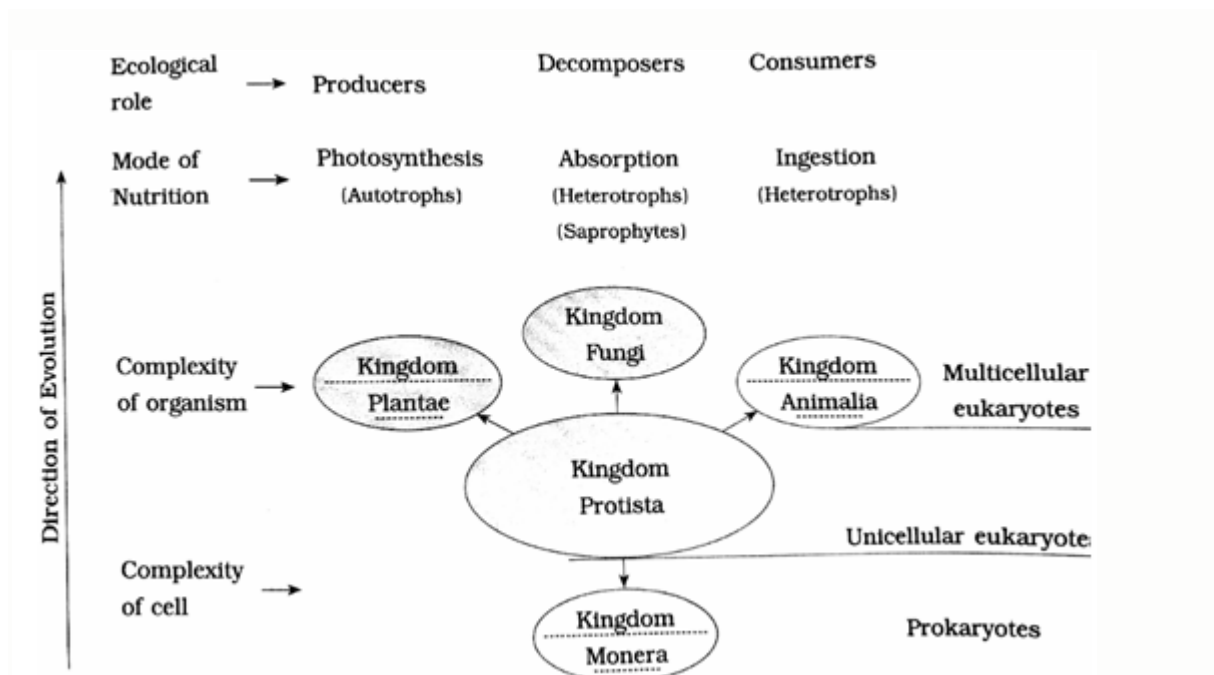 Ecological
role
Producers
Decomposers
Consumers
Mode of
Nutrition
Photosynthesis
(Autotrophs)
Absorption
(Heterotrophs)
(Saprophytes)
Ingestion
(Heterotrophs)
Direction of Evolution
Complexity
of organism
Kingdom
Plantae
Kingdom
Fungi
Kingdom
Animalia
Multicellular
eukaryotes
Kingdom
Protista
Unicellular eukaryote
Complexity
of cell
Kingdom
Monera
Prokaryotes